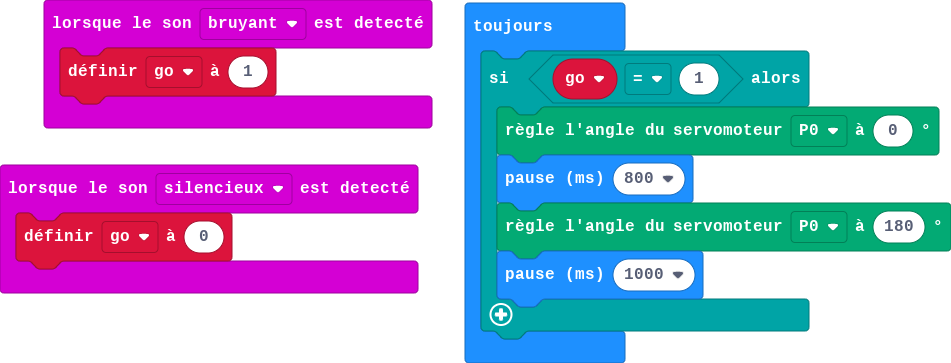 lorsque le son bruyant est detecté
définir go à 1
lorsque le son silencieux est detecté
définir go à 0
toujours
si go = 1 alors
règle l'angle du servomoteur P0 à 0 °
pause (ms) 800
règle l'angle du servomoteur P0 à 180 °
pause (ms) 1000